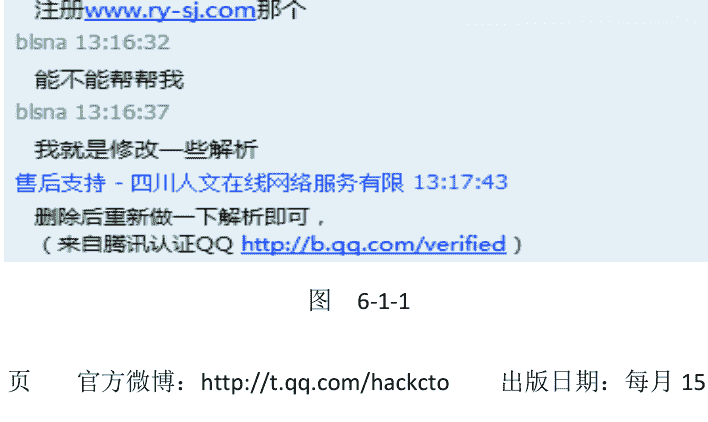 注册www.ry-sj.com那个
blsna 13:16:32
能不能帮帮我
blsna 13:16:37
我就是修改一些解析
售后支持 - 四川人文在线网络服务有限 13:17:43
删除后重新做一下解析即可，
（来自腾讯认证QQ http://b.qq.com/verified）
图 6-1-1
页 官方微博：http://t.qq.com/hackcto 出版日期：每月 15